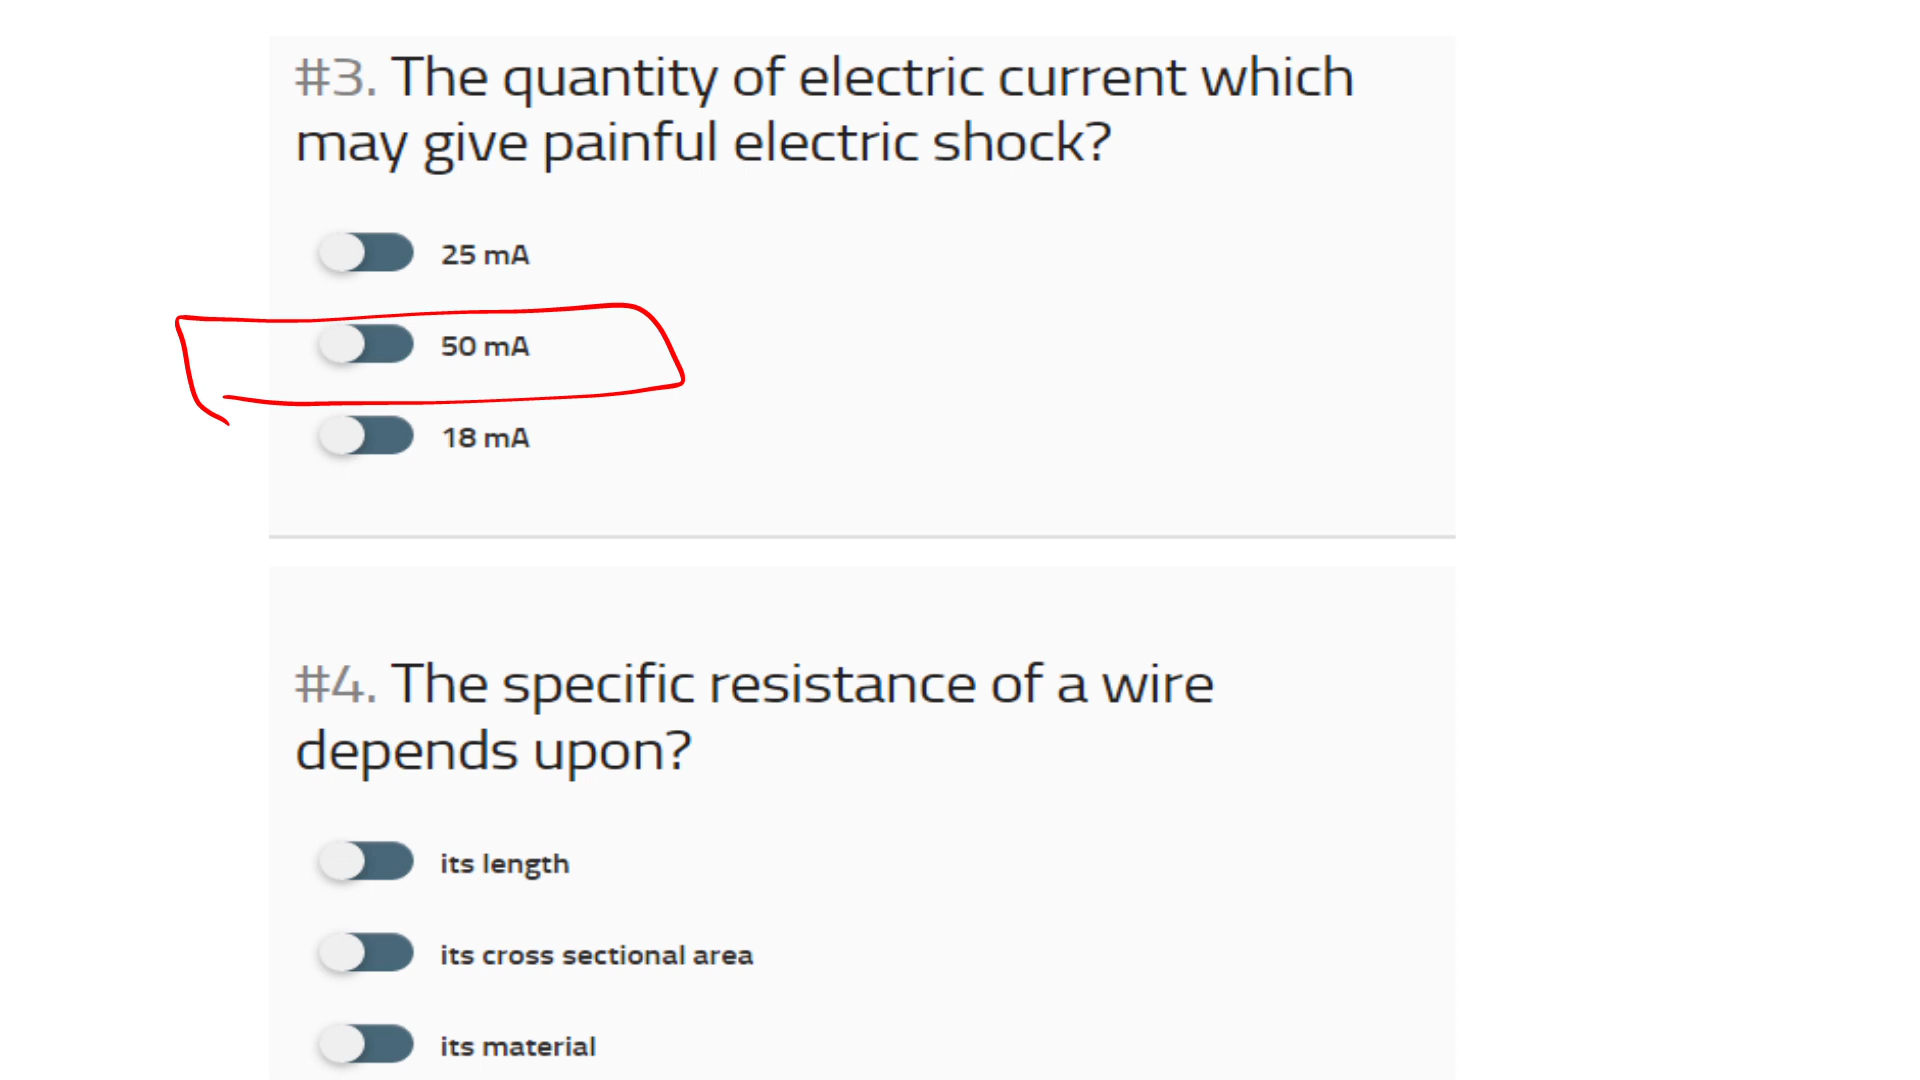 #3. The quantity of electric current which
may give painful electric shock?
25 mA
50 mA
18 mA
#4. The specific resistance of a wire
depends upon?
its length
its cross sectional area
its material